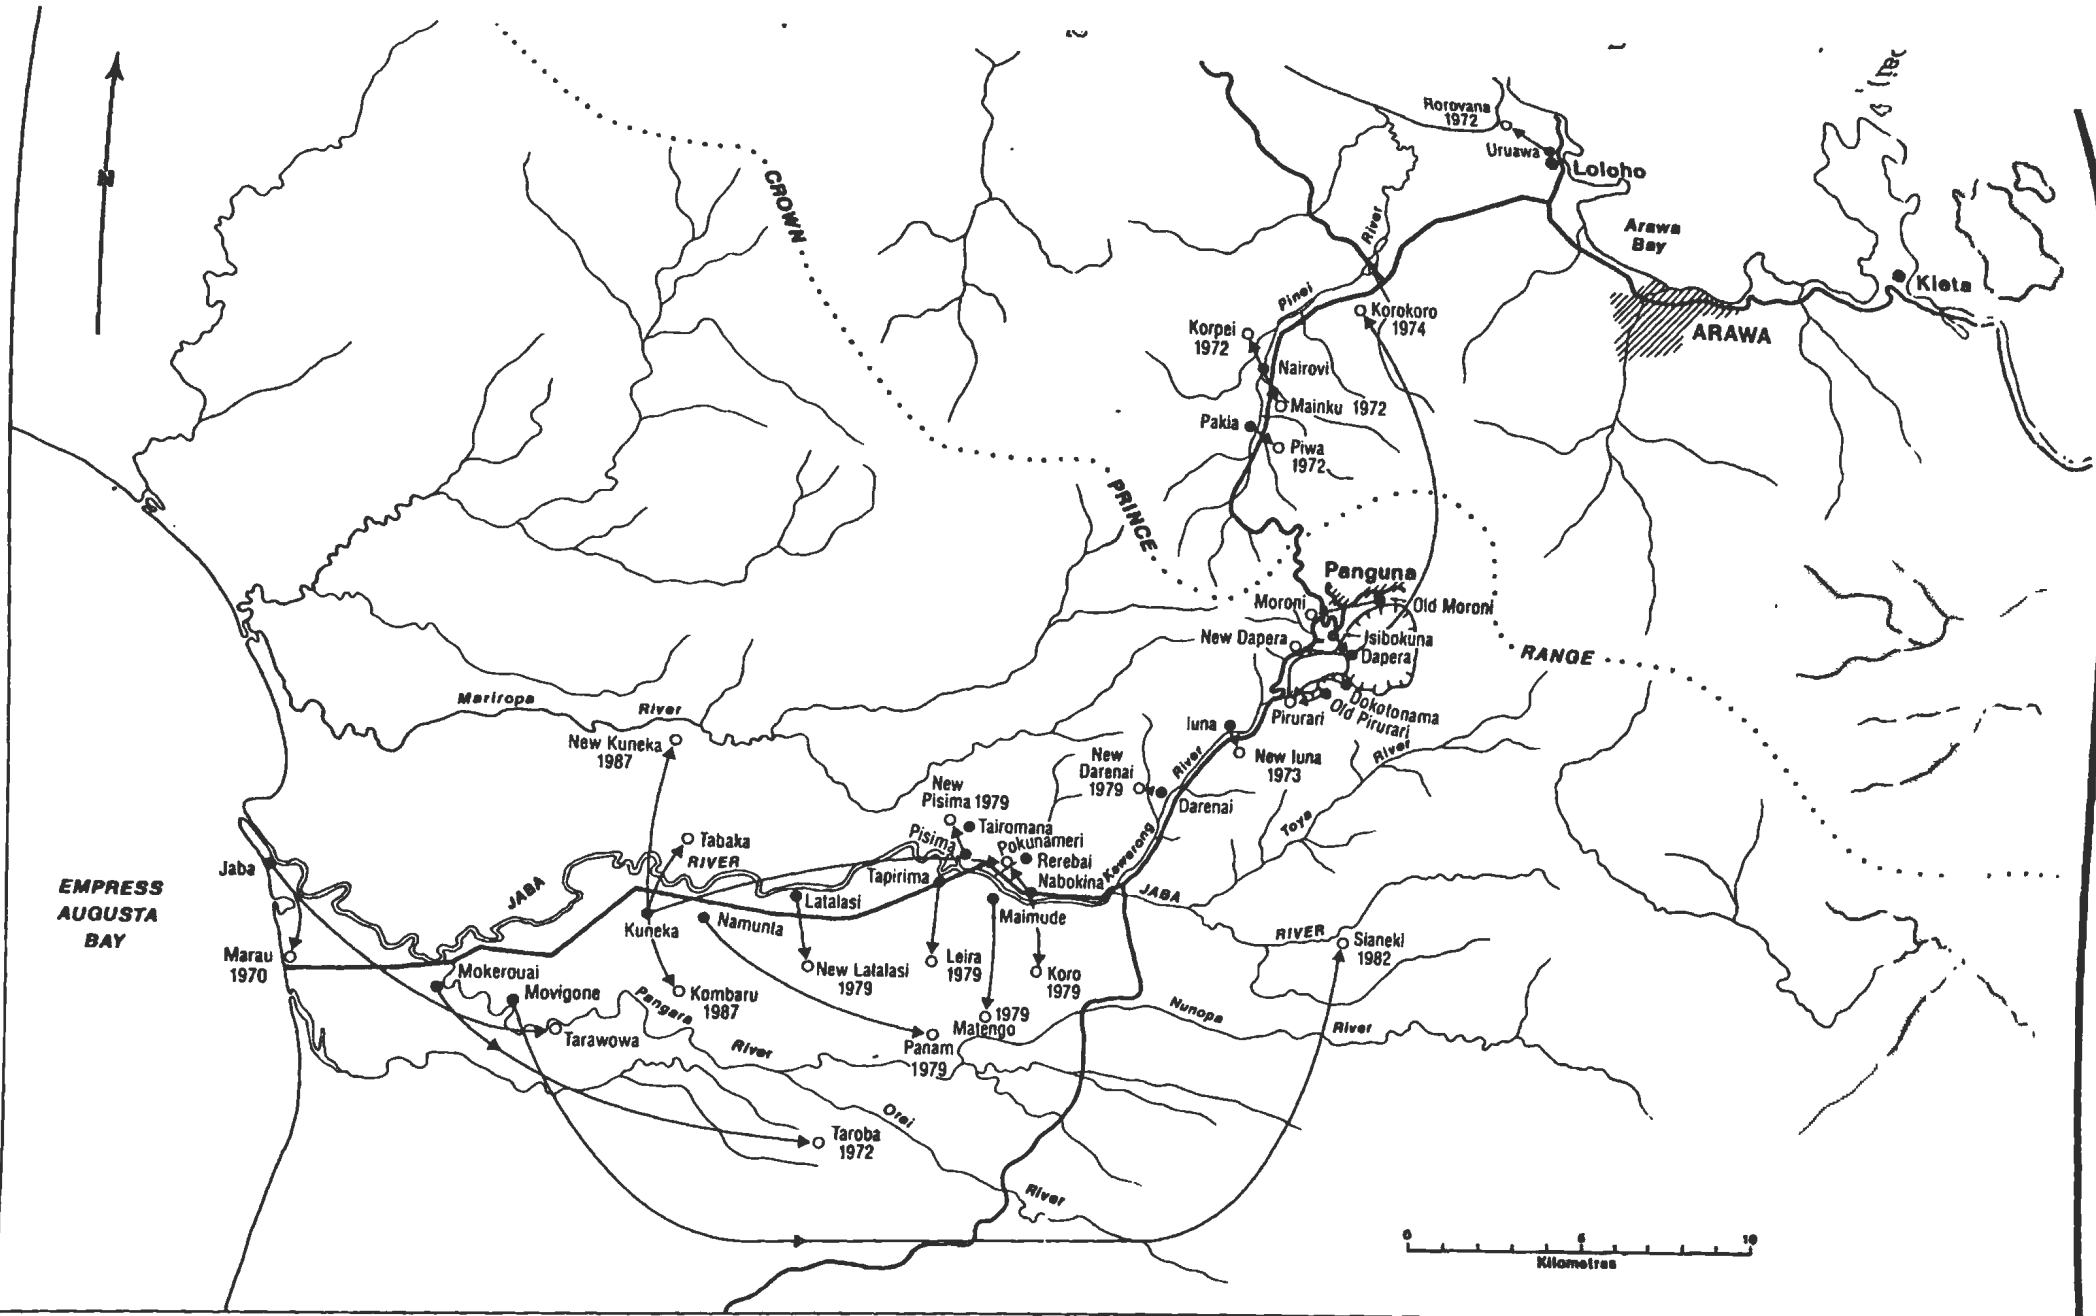 N
CROWN
PRINCE
RANGE
Rorovana
1972
Uruawa
Loloho
Arawa
Bay
Kieta
ARAWA
River
Pinei
Korokoro
1974
Korpei
1972
Nairovi
Mainku 1972
Pakia
Piwa
1972
Panguna
Moroni
Old Moroni
New Dapera
Isibokuna
Dapera
Dokotonama
Old Pirurari
Pirurari
Iuna
New Iuna
1973
River
Toya
Mariropa River
New Kuneka
1987
New
Darenai
1979
River
Darenai
Kawerong
New
Pisima 1979
Tairomana
Pisima
Pokunameri
Rerebai
Nabokina
Tapirima
Maimude
Tabaka
RIVER
JABA
Latalasi
Kuneka
Namunta
JABA
RIVER
Sianeki
1982
Jaba
EMPRESS
AUGUSTA
BAY
Marau
1970
Mokerouai
Movigone
New Latalasi
1979
Leira
1979
Koro
1979
Kombaru
1987
Pangara
River
Tarawowa
1979
Matengo
Panam
1979
Nunopa
River
Orei
River
Taroba
1972
0 5 10
Kilometres